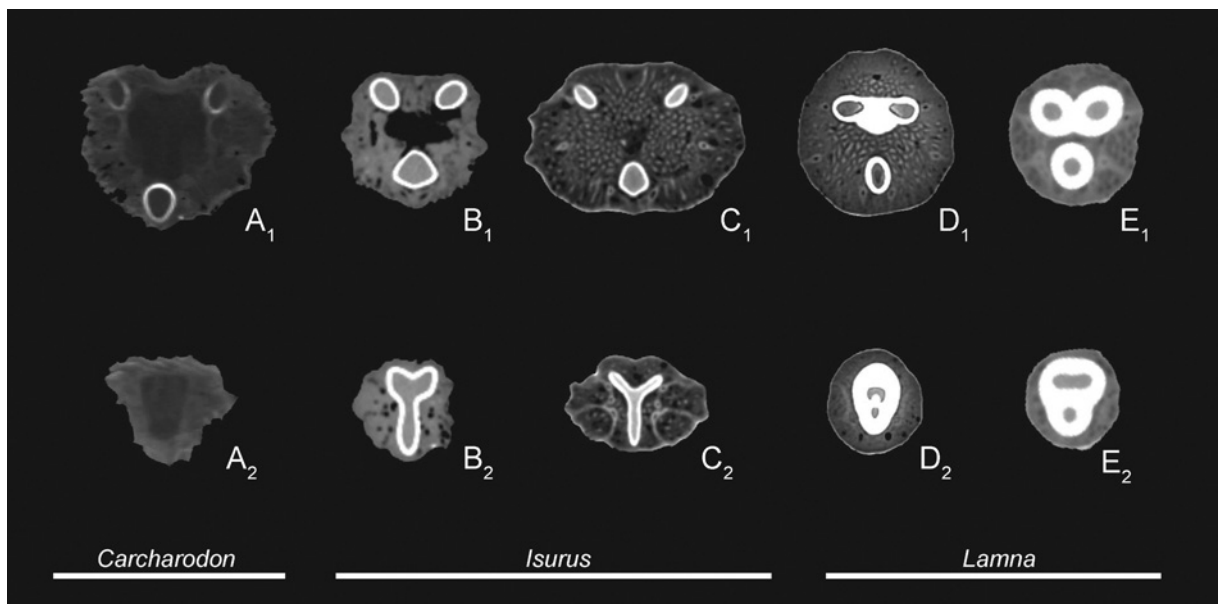 A1
B1
C1
D1
E1
A2
B2
C2
D2
E2
Carcharodon
Isurus
Lamna